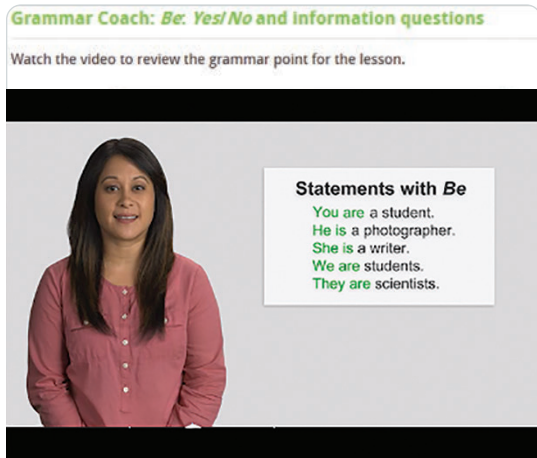 Grammar Coach: Be: Yes/No and information questions
Watch the video to review the grammar point for the lesson.
Statements with Be
You are a student.
He is a photographer.
She is a writer.
We are students.
They are scientists.